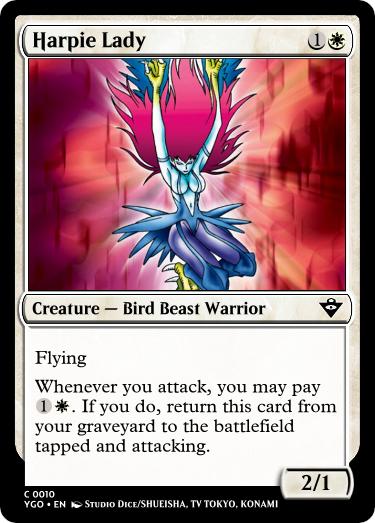 Harpie Lady 1
Creature — Bird Beast Warrior
Flying
Whenever you attack, you may pay
1 . If you do, return this card from
your graveyard to the battlefield
tapped and attacking.
2/1
C 0010
YGO • EN Studio Dice/SHUEISHA, TV TOKYO, KONAMI